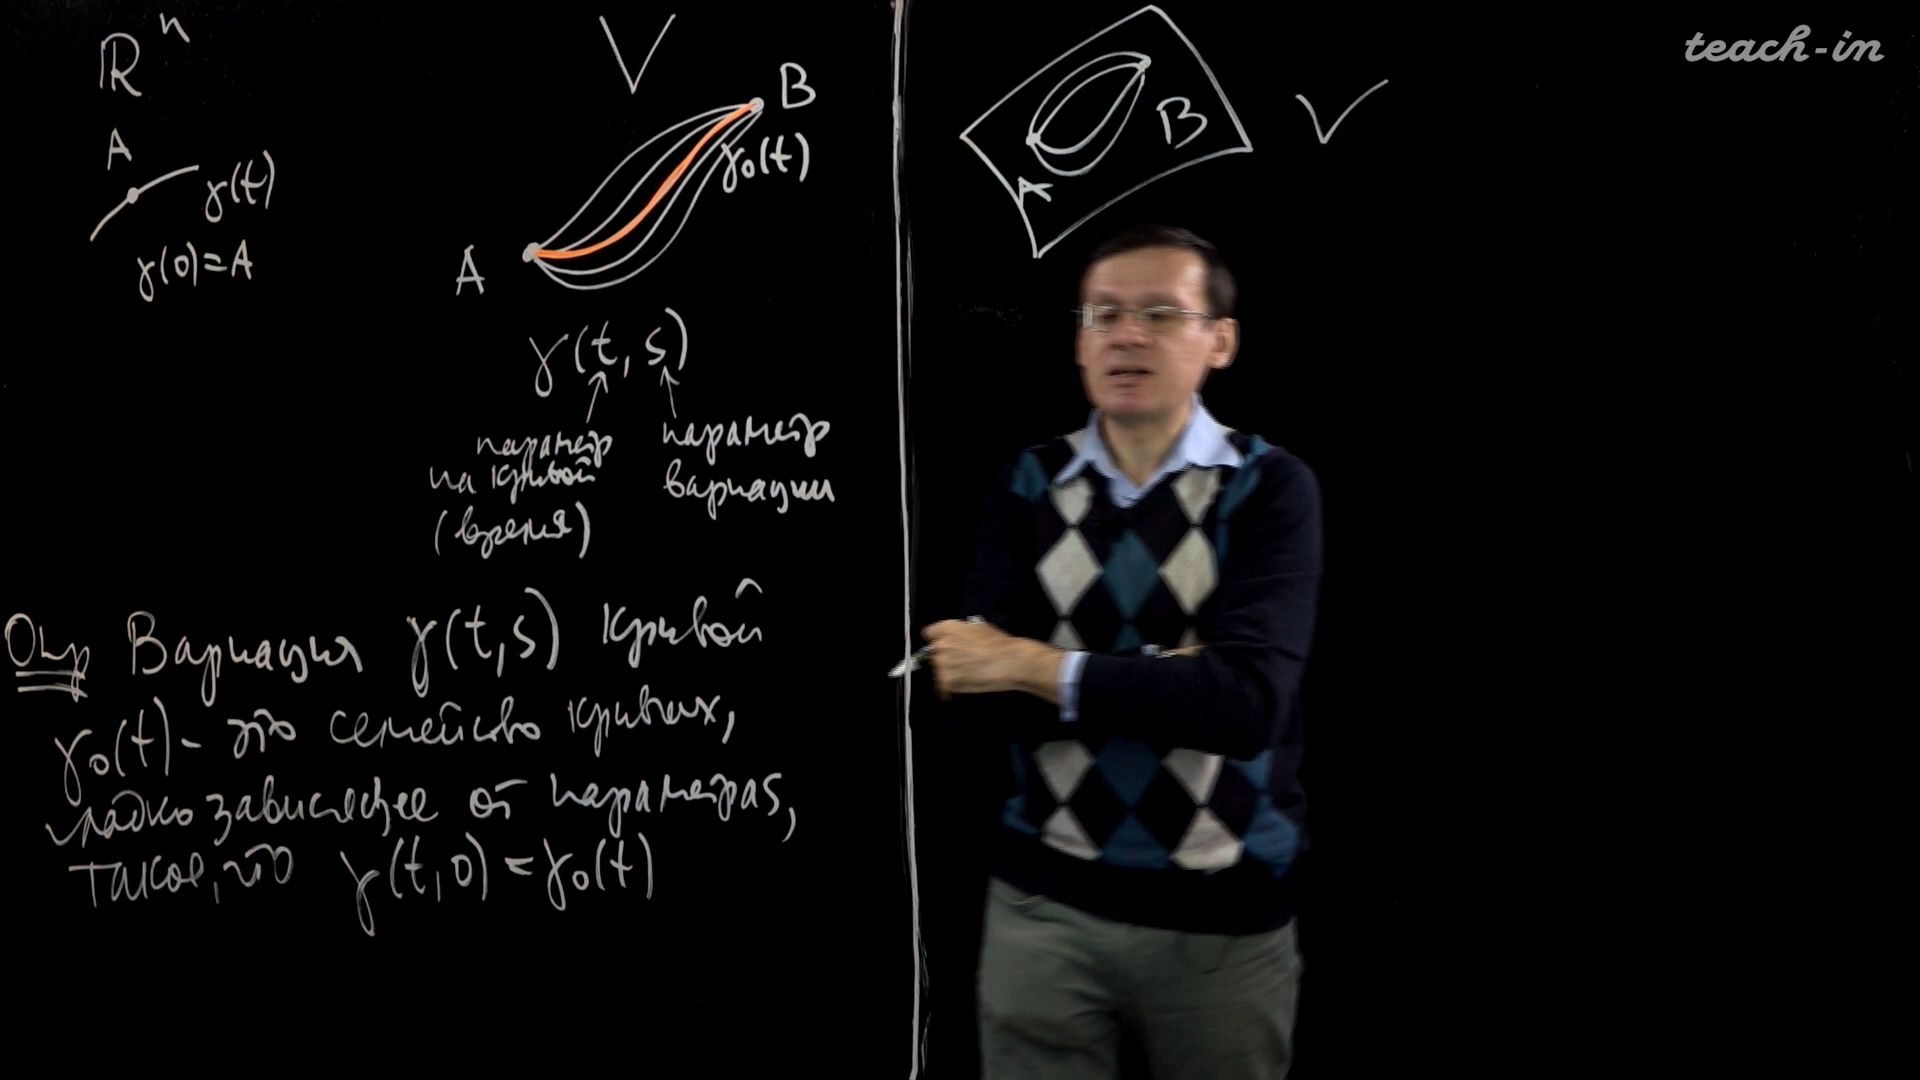 ℝⁿ
A
γ(t)
γ(0)=A
V
B
γ₀(t)
A
γ(t, s)
параметр
на кривой
(время)
параметр
вариации
Опр Вариация γ(t,s) кривой
γ₀(t) - это семейство кривых,
гладко зависящее от параметра s,
такое, что γ(t,0) = γ₀(t)
A
B
V
teach-in